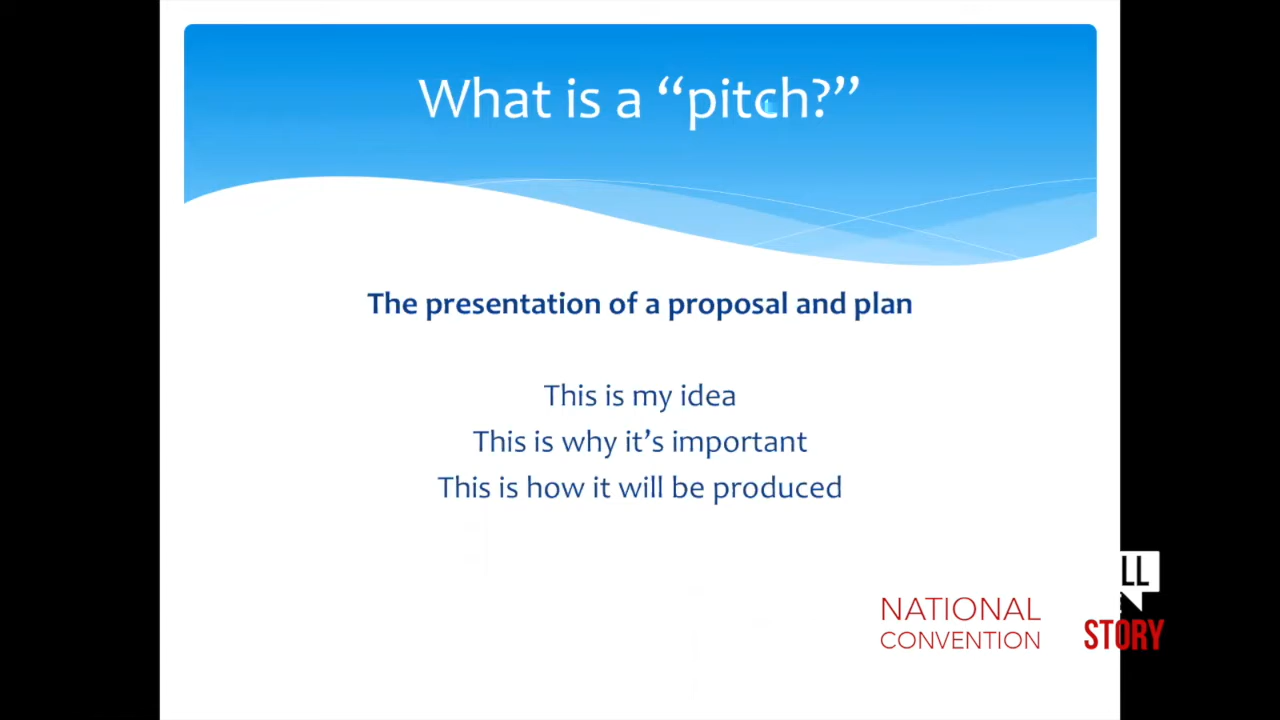 What is a “pitch?”
The presentation of a proposal and plan
This is my idea
This is why it’s important
This is how it will be produced
NATIONAL
CONVENTION
LL
STORY